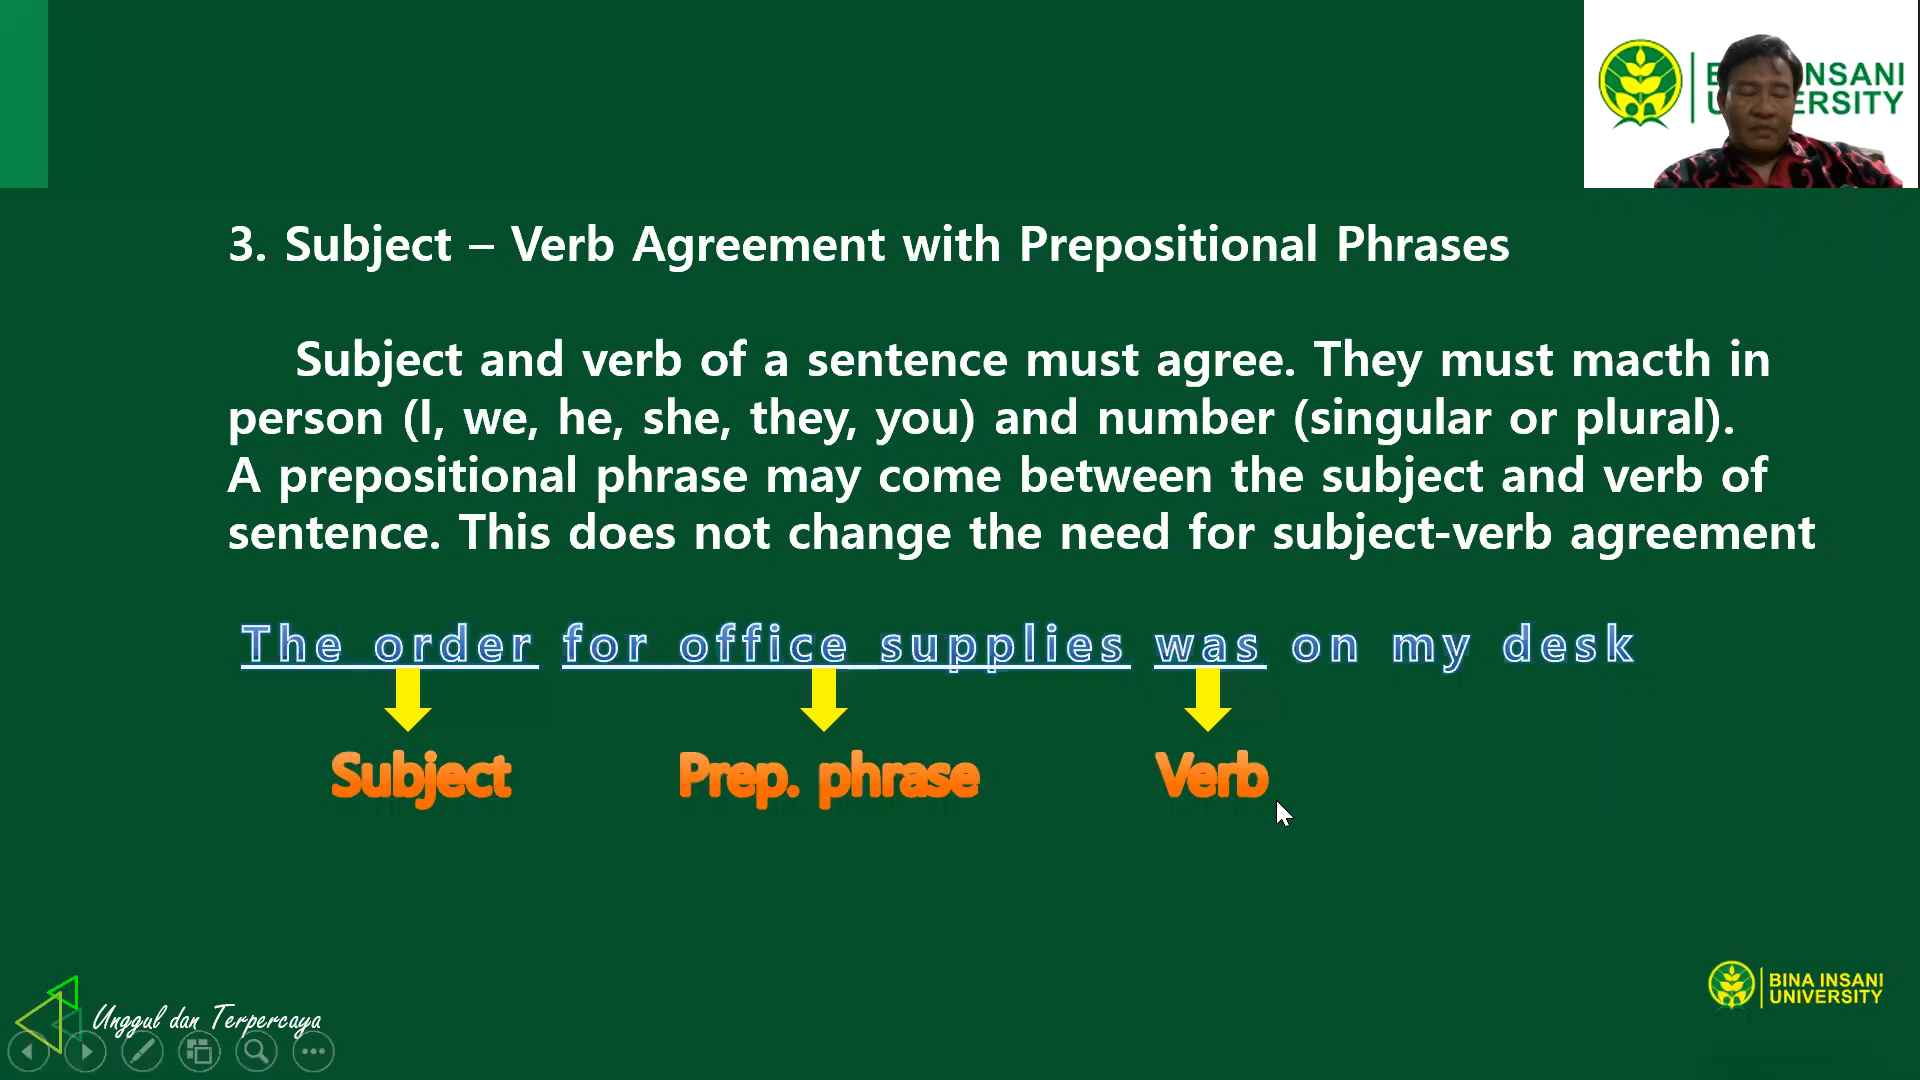 NSANI
ERSITY
3. Subject – Verb Agreement with Prepositional Phrases
Subject and verb of a sentence must agree. They must macth in
person (I, we, he, she, they, you) and number (singular or plural).
A prepositional phrase may come between the subject and verb of
sentence. This does not change the need for subject-verb agreement
The order for office supplies was on my desk
Subject Prep. phrase Verb
Unggul dan Terpercaya
BINA INSANI
UNIVERSITY